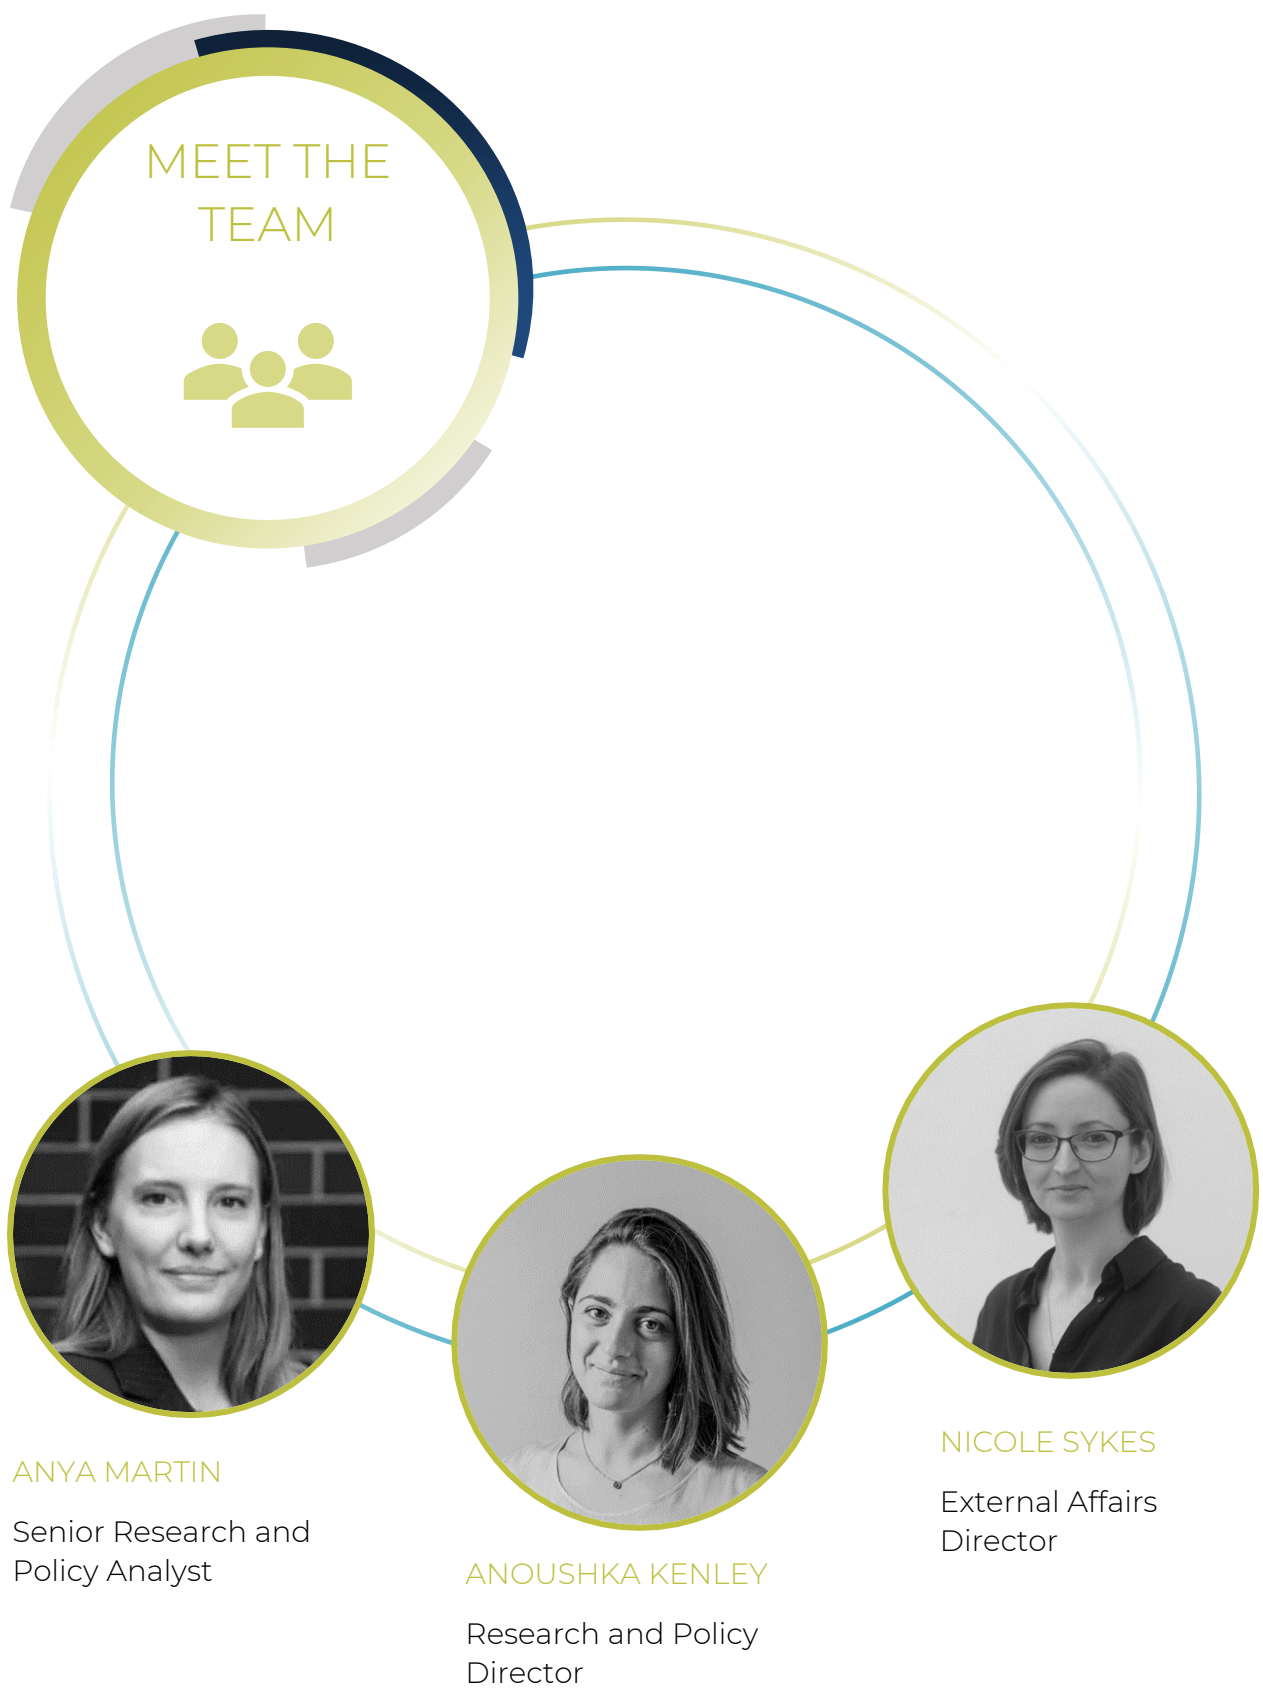 MEET THE
TEAM
ANYA MARTIN
Senior Research and
Policy Analyst
ANOUSHKA KENLEY
Research and Policy
Director
NICOLE SYKES
External Affairs
Director